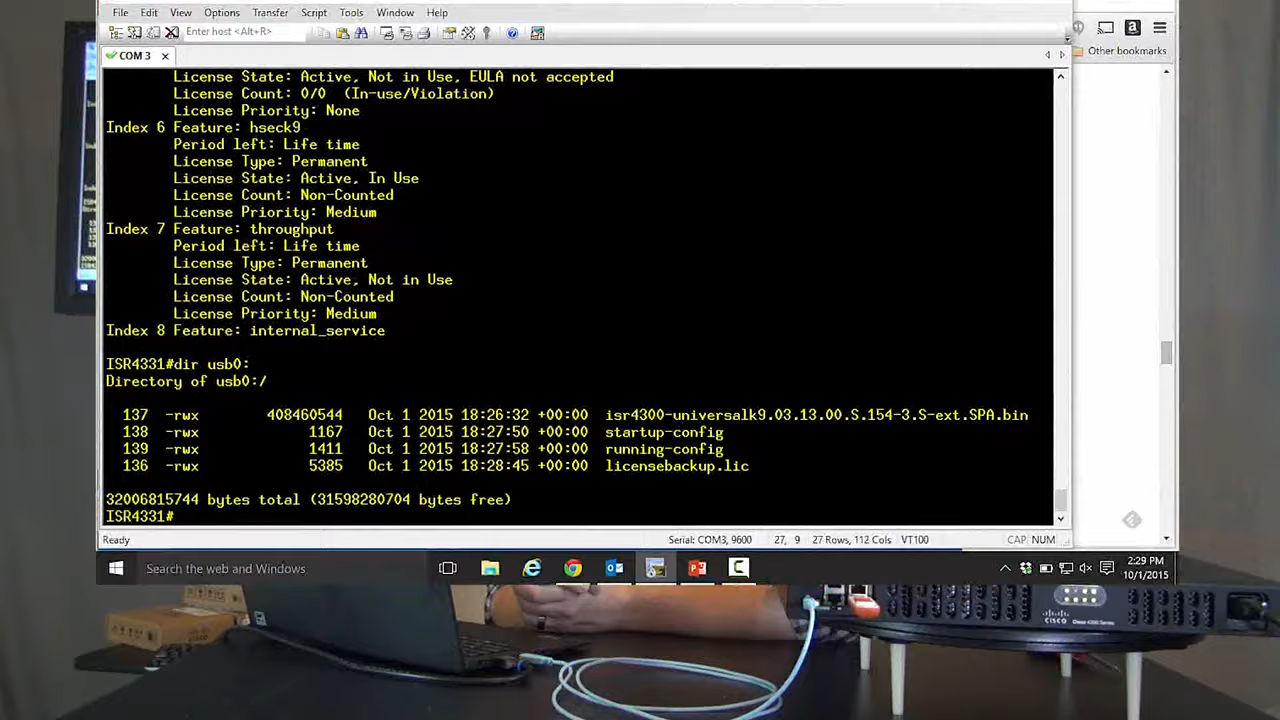 File Edit View Options Transfer Script Tools Window Help
Enter host <Alt+R>
Other bookmarks
COM 3
License State: Active, Not in Use, EULA not accepted
License Count: 0/0 (In-use/Violation)
License Priority: None
Index 6 Feature: hseck9
Period left: Life time
License Type: Permanent
License State: Active, In Use
License Count: Non-Counted
License Priority: Medium
Index 7 Feature: throughput
Period left: Life time
License Type: Permanent
License State: Active, Not in Use
License Count: Non-Counted
License Priority: Medium
Index 8 Feature: internal_service
ISR4331#dir usb0:
Directory of usb0:/
137 -rwx 408460544 Oct 1 2015 18:26:32 +00:00 isr4300-universalk9.03.13.00.S.154-3.S-ext.SPA.bin
138 -rwx 1167 Oct 1 2015 18:27:50 +00:00 startup-config
139 -rwx 1411 Oct 1 2015 18:27:58 +00:00 running-config
136 -rwx 5385 Oct 1 2015 18:28:45 +00:00 licensebackup.lic
32006815744 bytes total (31598280704 bytes free)
ISR4331#
Ready Serial: COM3, 9600 27, 9 27 Rows, 112 Cols VT100 CAP NUM
Search the web and Windows
2:29 PM
10/1/2015
CISCO